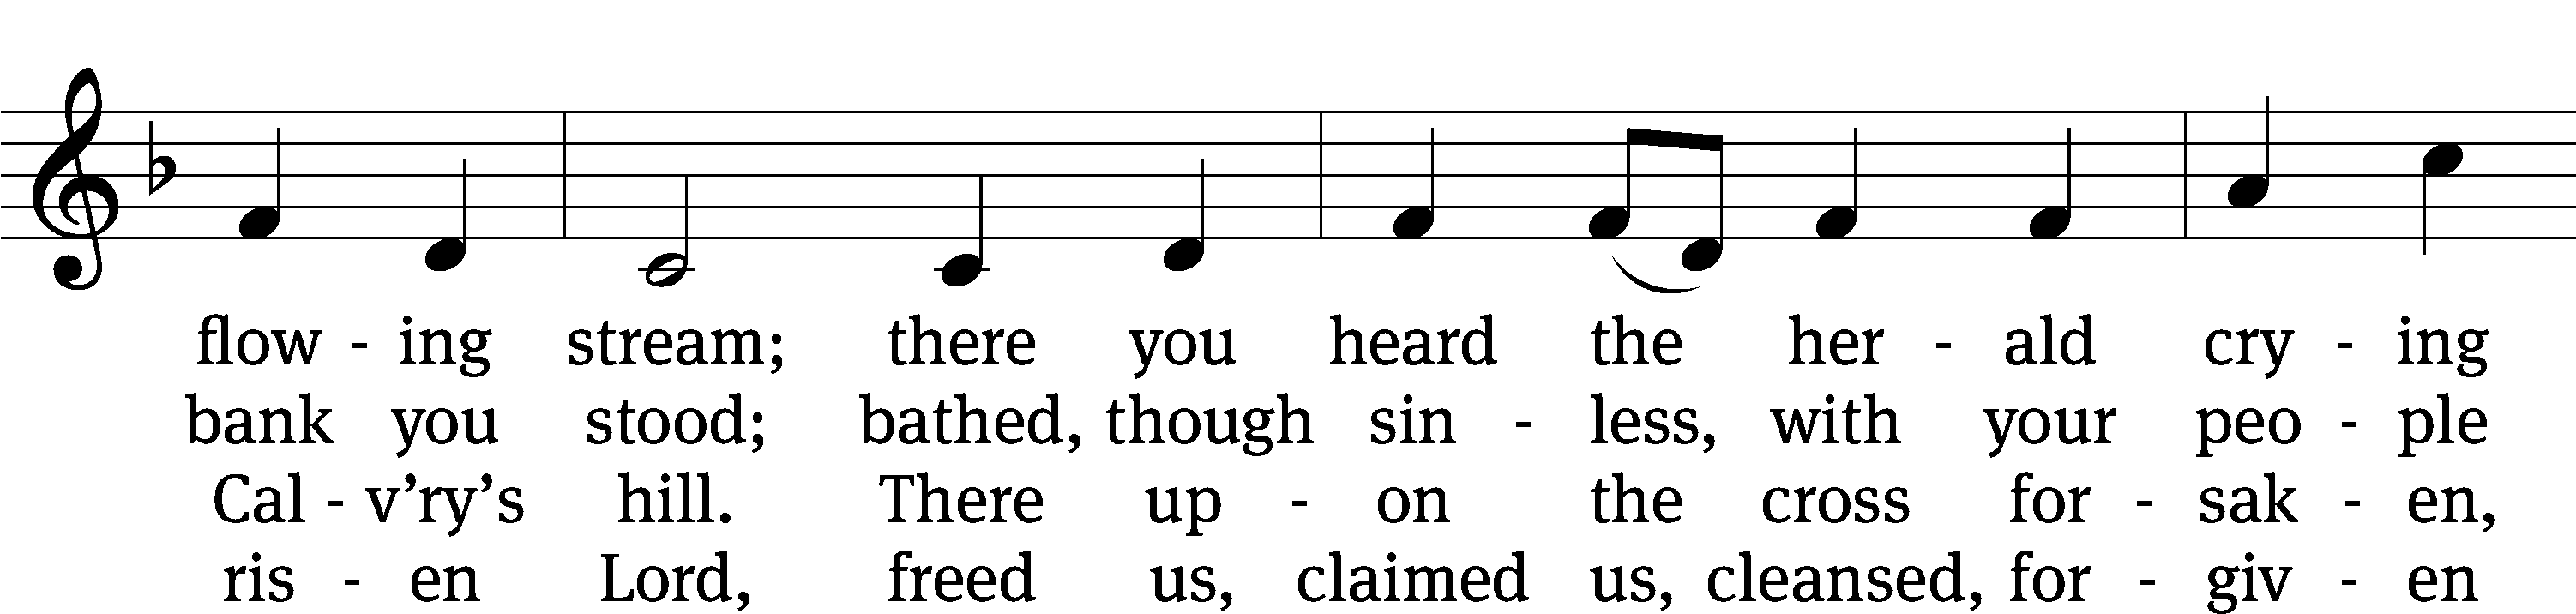 flow - ing stream; there you heard the her - ald cry - ing
bank you stood; bathed, though sin - less, with your peo - ple
Cal - v’ry’s hill. There up - on the cross for - sak - en,
ris - en Lord, freed us, claimed us, cleansed, for - giv - en